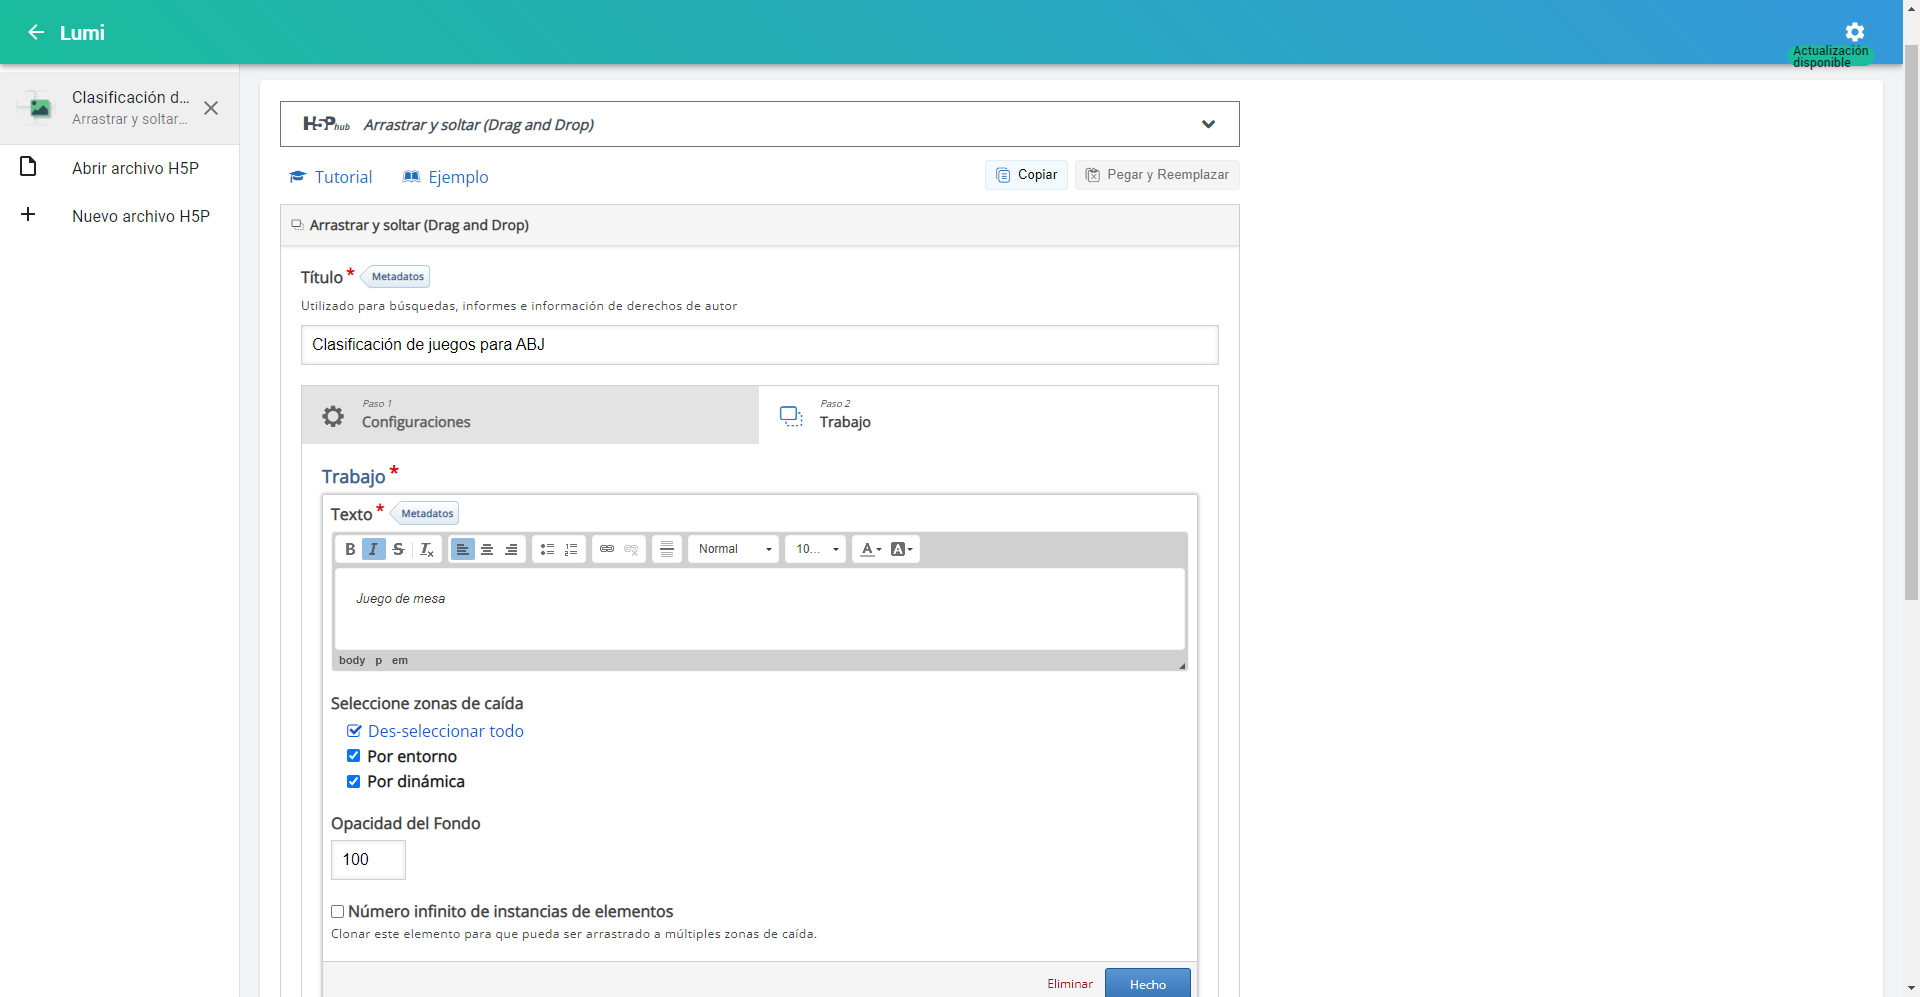 Lumi
Actualización
disponible
Clasificación d...
Arrastrar y soltar...
Abrir archivo H5P
Nuevo archivo H5P
H5Phub Arrastrar y soltar (Drag and Drop)
Tutorial Ejemplo Copiar Pegar y Reemplazar
Arrastrar y soltar (Drag and Drop)
Título * Metadatos
Utilizado para búsquedas, informes e información de derechos de autor
Clasificación de juegos para ABJ
Paso 1
Configuraciones
Paso 2
Trabajo
Trabajo *
Texto * Metadatos
B I S Ix Normal 10... A A
Juego de mesa
body p em
Seleccione zonas de caída
Des-seleccionar todo
Por entorno
Por dinámica
Opacidad del Fondo
100
Número infinito de instancias de elementos
Clonar este elemento para que pueda ser arrastrado a múltiples zonas de caída.
Eliminar Hecho